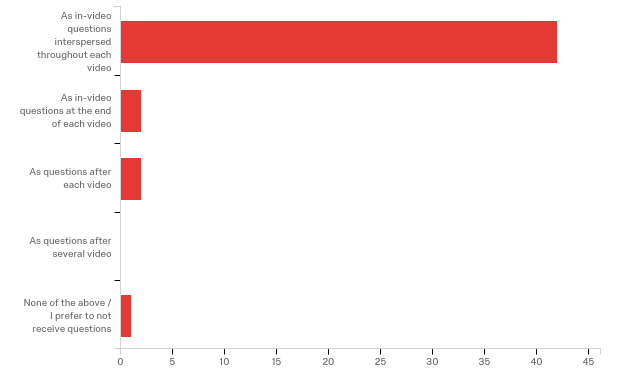 As in-video
questions
interspersed
throughout each
video
As in-video
questions at the end
of each video
As questions after
each video
As questions after
several video
None of the above /
I prefer to not
receive questions
0 5 10 15 20 25 30 35 40 45